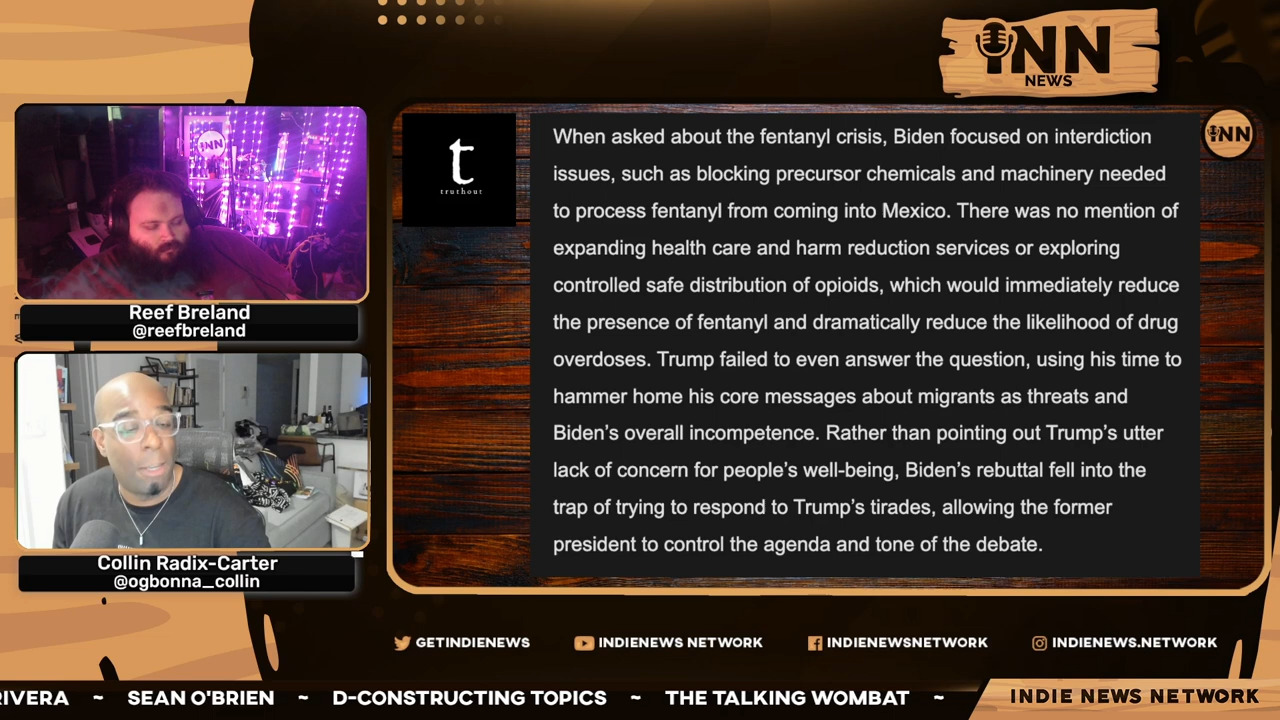 INN
NEWS
INN
t
truthout
When asked about the fentanyl crisis, Biden focused on interdiction
issues, such as blocking precursor chemicals and machinery needed
to process fentanyl from coming into Mexico. There was no mention of
expanding health care and harm reduction services or exploring
controlled safe distribution of opioids, which would immediately reduce
the presence of fentanyl and dramatically reduce the likelihood of drug
overdoses. Trump failed to even answer the question, using his time to
hammer home his core messages about migrants as threats and
Biden’s overall incompetence. Rather than pointing out Trump’s utter
lack of concern for people’s well-being, Biden’s rebuttal fell into the
trap of trying to respond to Trump’s tirades, allowing the former
president to control the agenda and tone of the debate.
INN
Reef Breland
@reefbreland
Collin Radix-Carter
@ogbonna_collin
GETINDIENEWS
INDIENEWS NETWORK
INDIENEWSNETWORK
INDIENEWS.NETWORK
RIVERA ~ SEAN O'BRIEN ~ D-CONSTRUCTING TOPICS ~ THE TALKING WOMBAT ~
INDIE NEWS NETWORK